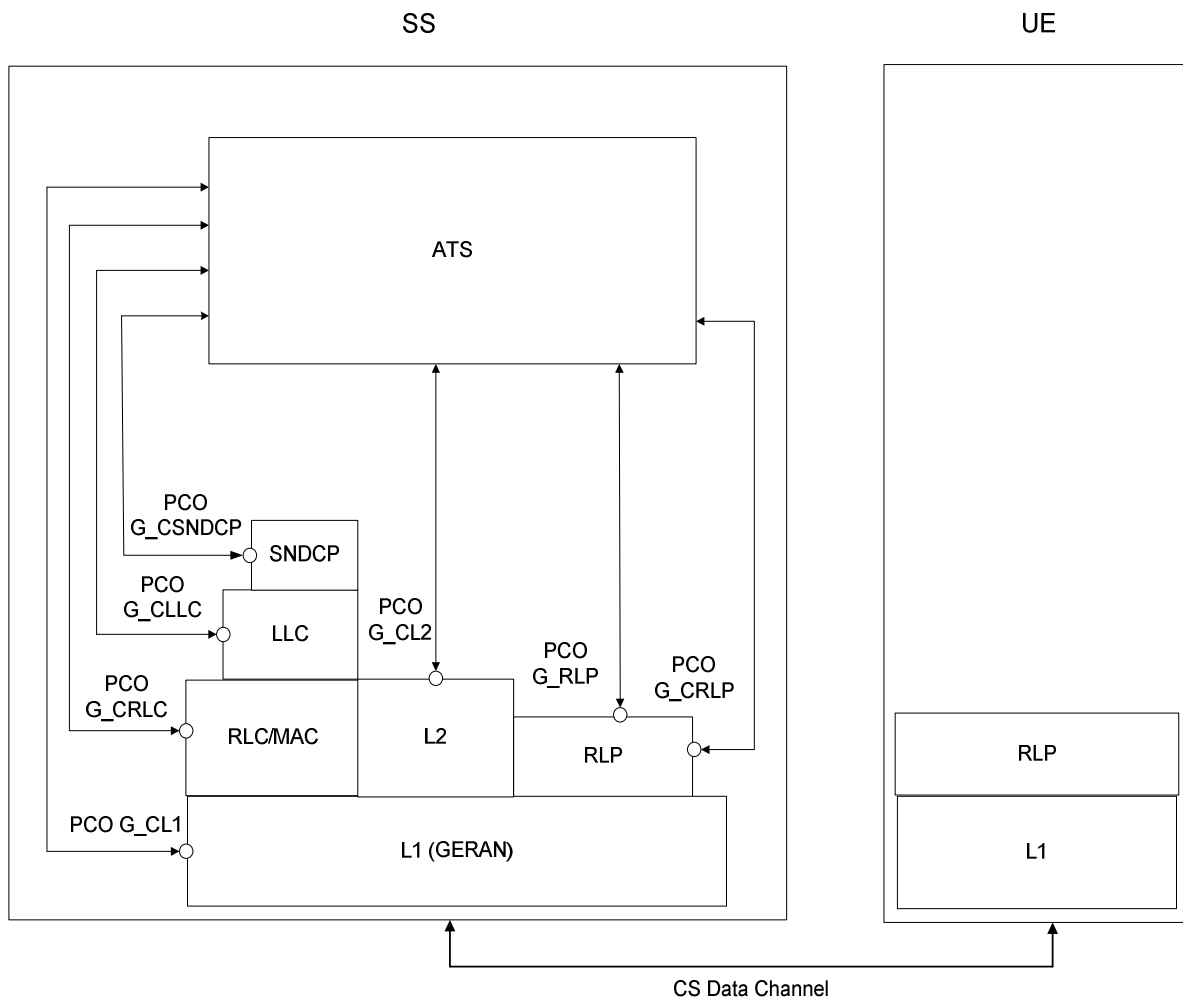 SS
UE
ATS
PCO
G_CSNDCP
SNDCP
PCO
G_CLLC
LLC
PCO
G_CL2
PCO
G_RLP
PCO
G_CRLP
PCO
G_CRLC
RLC/MAC
L2
RLP
RLP
PCO G_CL1
L1 (GERAN)
L1
CS Data Channel